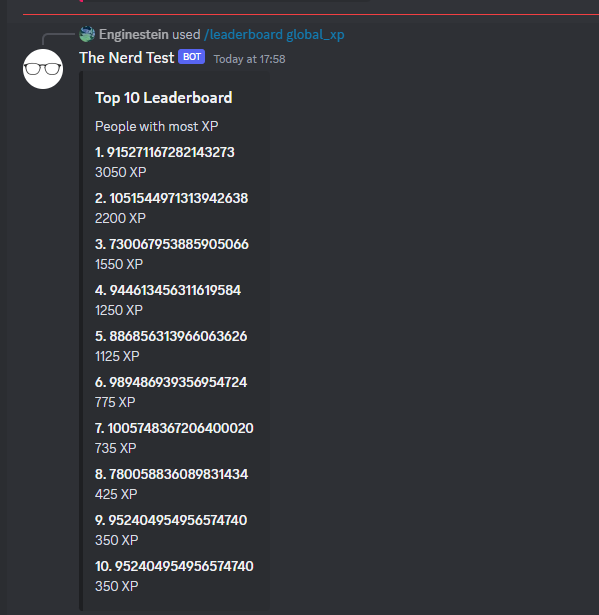 Enginestein used /leaderboard global_xp
The Nerd Test BOT Today at 17:58
Top 10 Leaderboard
People with most XP
1. 915271167282143273
3050 XP
2. 1051544971313942638
2200 XP
3. 730067953885905066
1550 XP
4. 944613456311619584
1250 XP
5. 886856313966063626
1125 XP
6. 989486939356954724
775 XP
7. 1005748367206400020
735 XP
8. 780058836089831434
425 XP
9. 952404954956574740
350 XP
10. 952404954956574740
350 XP